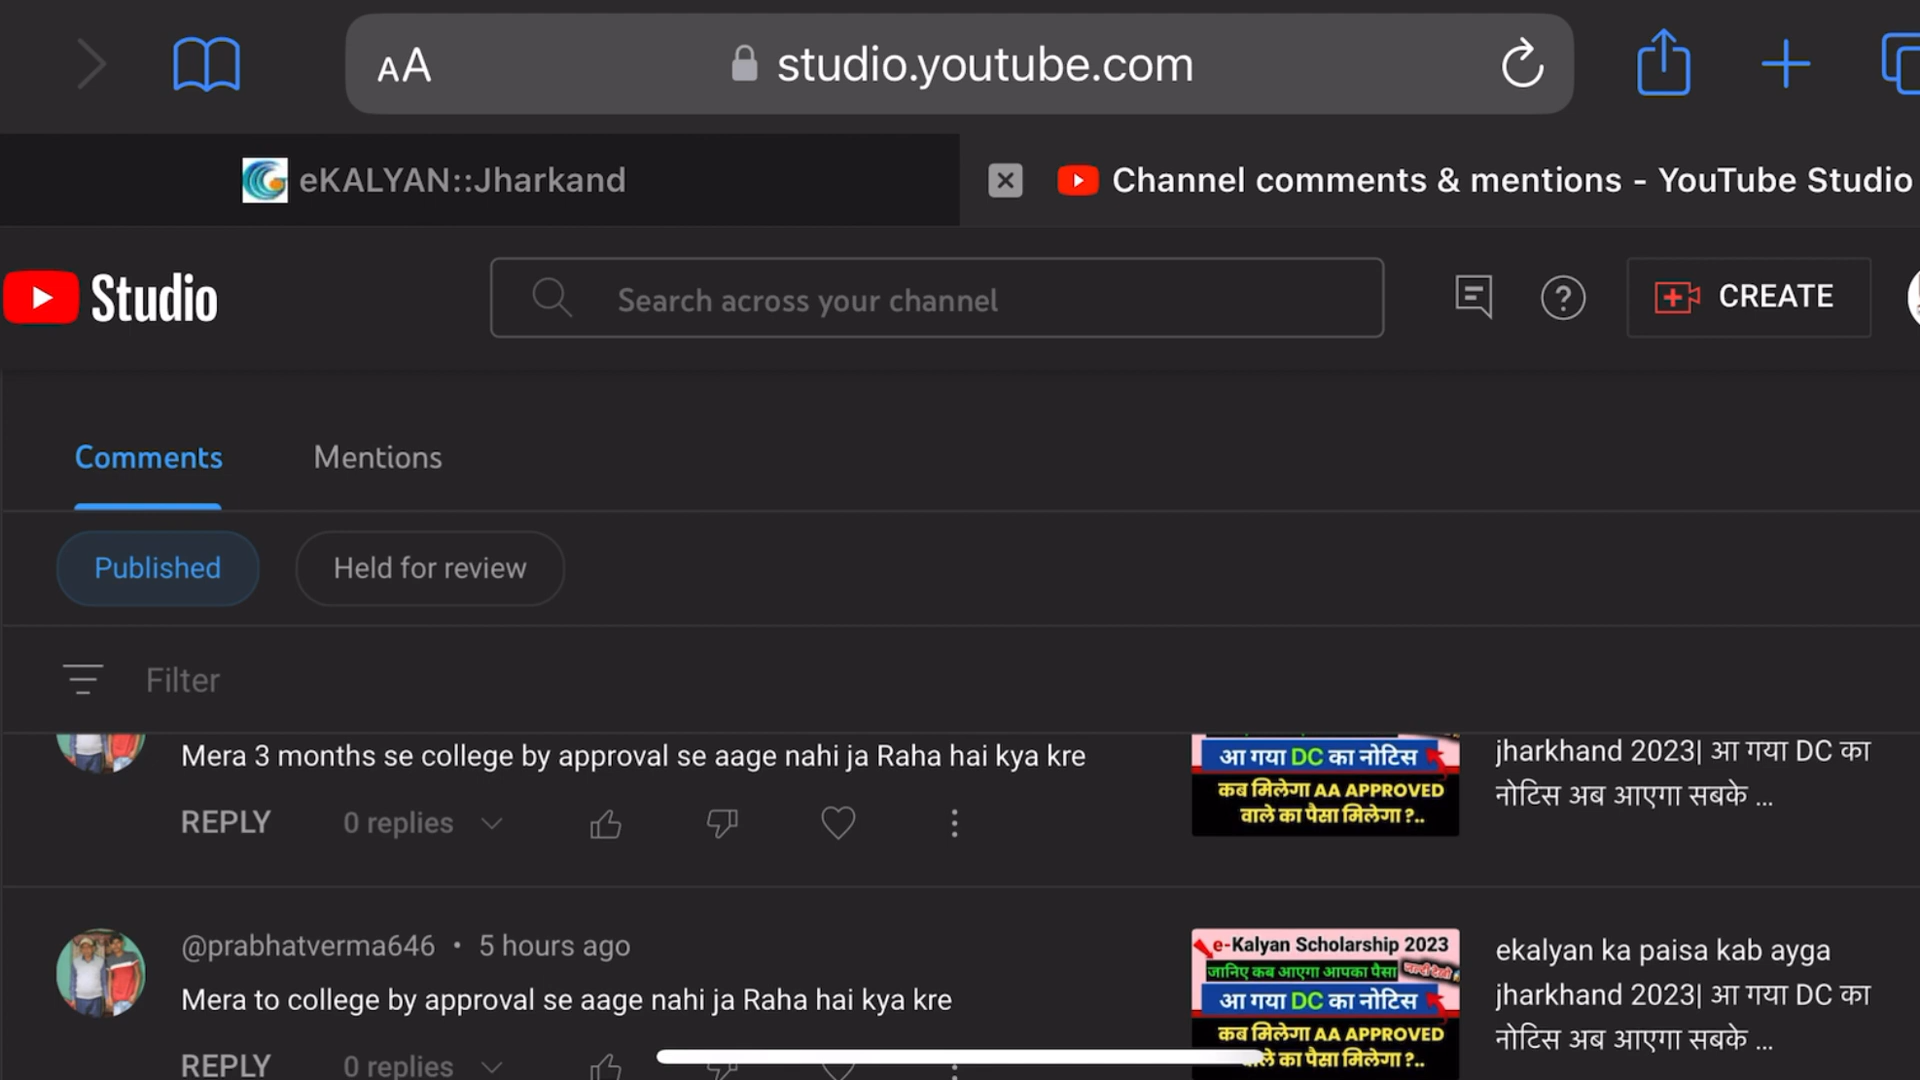 AA
studio.youtube.com
eKALYAN::Jharkand
Channel comments & mentions - YouTube Studio
Studio
Search across your channel
CREATE
Comments
Mentions
Published
Held for review
Filter
Mera 3 months se college by approval se aage nahi ja Raha hai kya kre
REPLY
0 replies
आ गया DC का नोटिस
कब मिलेगा AA APPROVED
वाले का पैसा मिलेगा ?..
jharkhand 2023| आ गया DC का
नोटिस अब आएगा सबके ...
@prabhatverma646 • 5 hours ago
Mera to college by approval se aage nahi ja Raha hai kya kre
REPLY
0 replies
e-Kalyan Scholarship 2023
जानिए कब आएगा आपका पैसा
जल्दी देखो
आ गया DC का नोटिस
कब मिलेगा AA APPROVED
का पैसा मिलेगा ?..
ekalyan ka paisa kab ayga
jharkhand 2023| आ गया DC का
नोटिस अब आएगा सबके ...